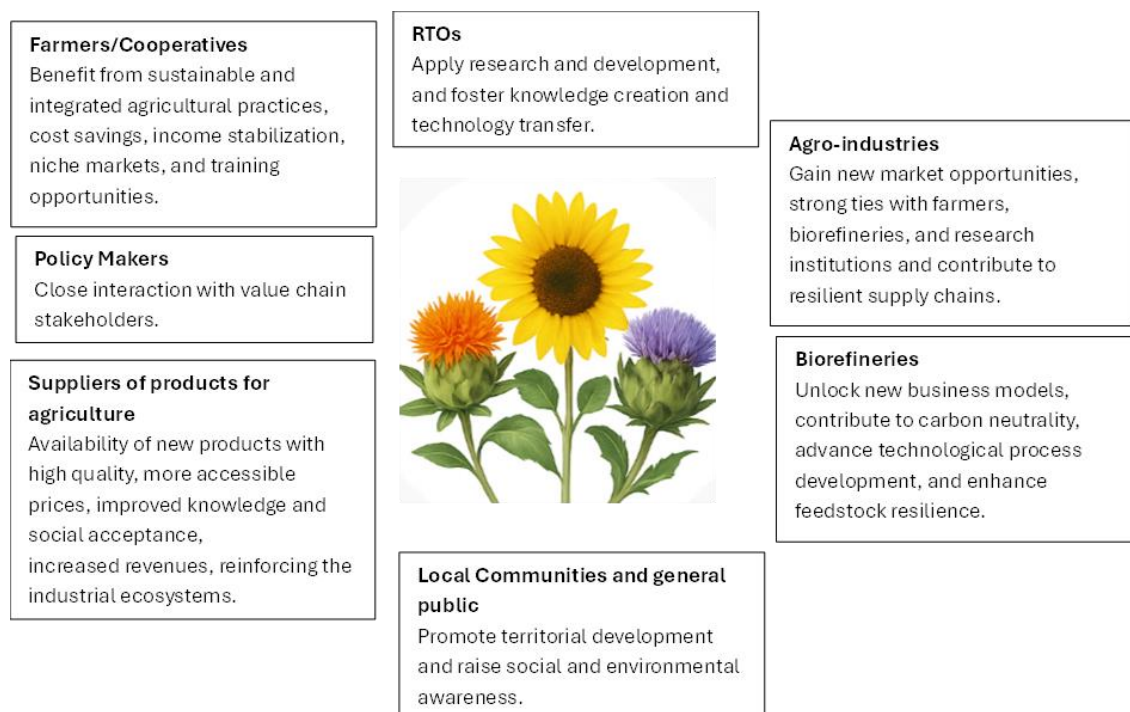 Farmers/Cooperatives
Benefit from sustainable and
integrated agricultural practices,
cost savings, income stabilization,
niche markets, and training
opportunities.
RTOs
Apply research and development,
and foster knowledge creation and
technology transfer.
Agro-industries
Gain new market opportunities,
strong ties with farmers,
biorefineries, and research
institutions and contribute to
resilient supply chains.
Policy Makers
Close interaction with value chain
stakeholders.
Biorefineries
Unlock new business models,
contribute to carbon neutrality,
advance technological process
development, and enhance
feedstock resilience.
Suppliers of products for
agriculture
Availability of new products with
high quality, more accessible
prices, improved knowledge and
social acceptance,
increased revenues, reinforcing the
industrial ecosystems.
Local Communities and general
public
Promote territorial development
and raise social and environmental
awareness.